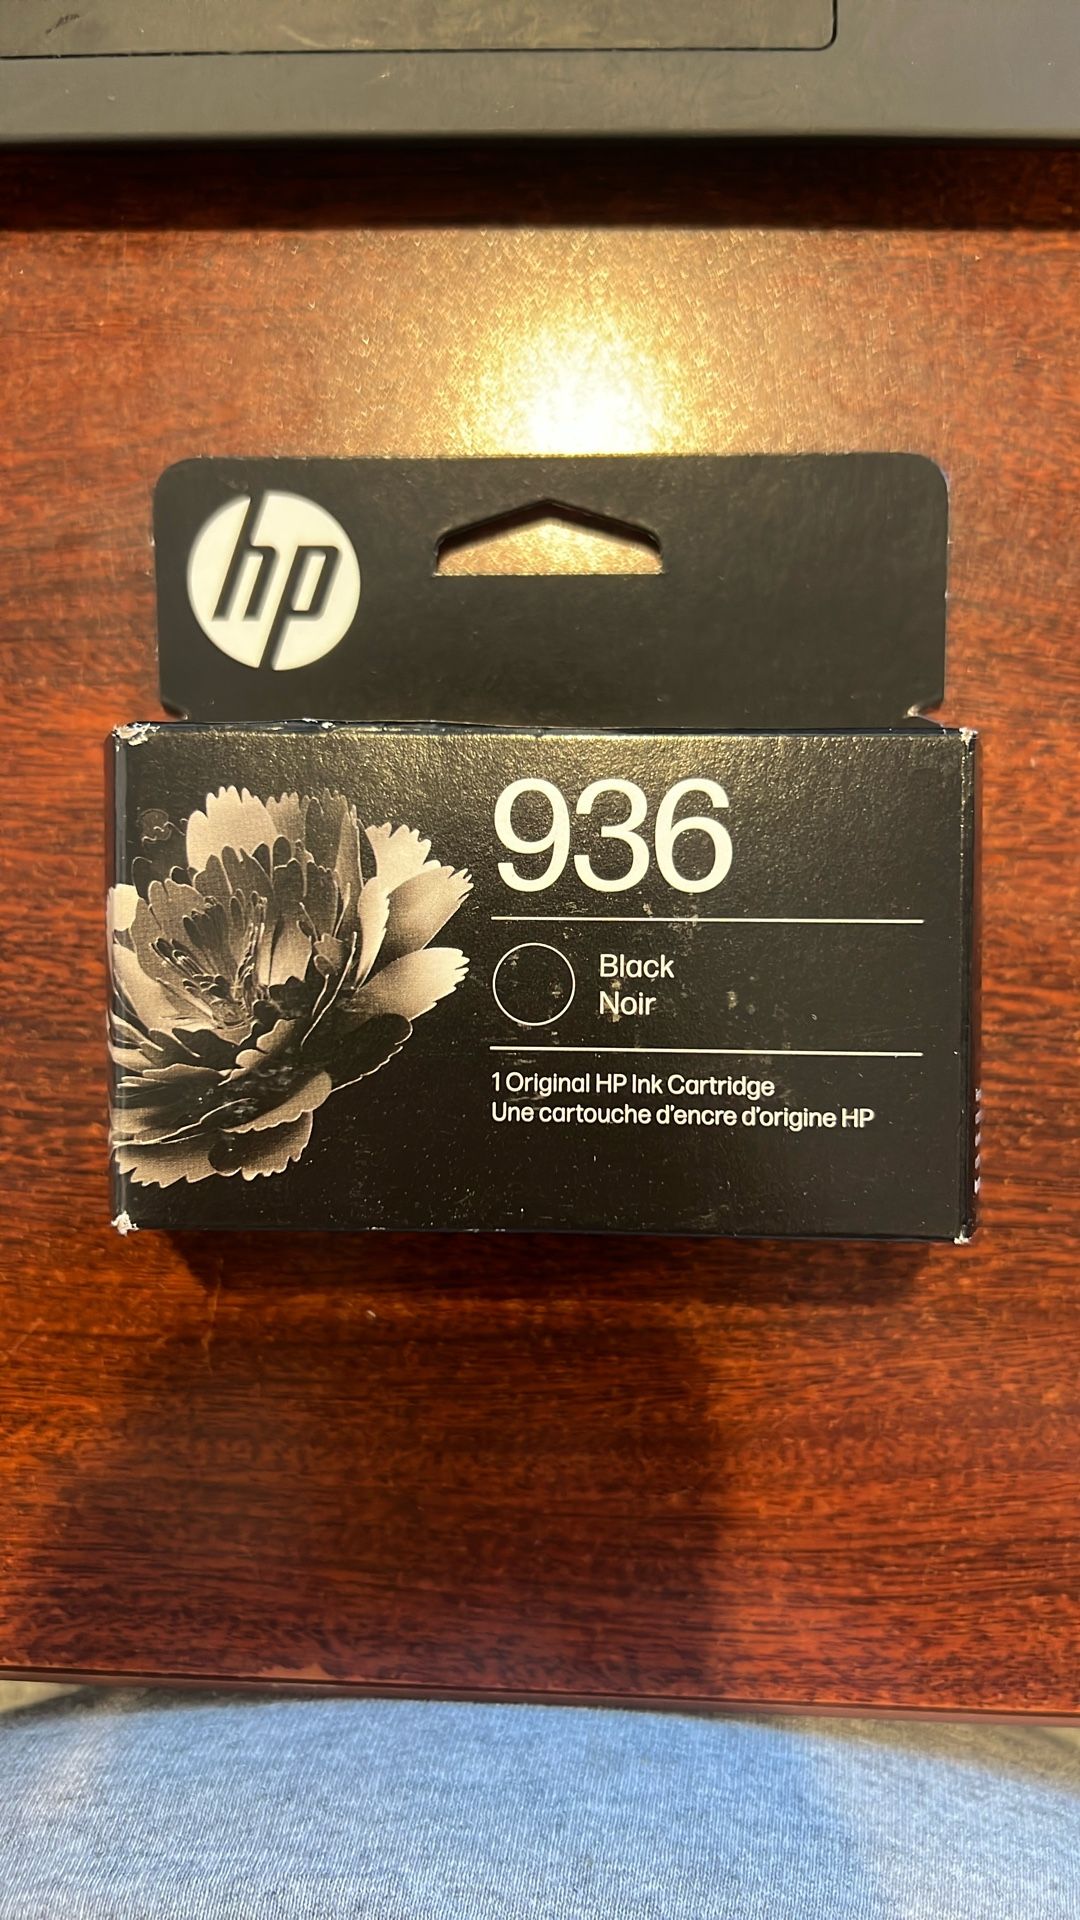 hp
936
Black
Noir
1 Original HP Ink Cartridge
Une cartouche d'encre d'origine HP